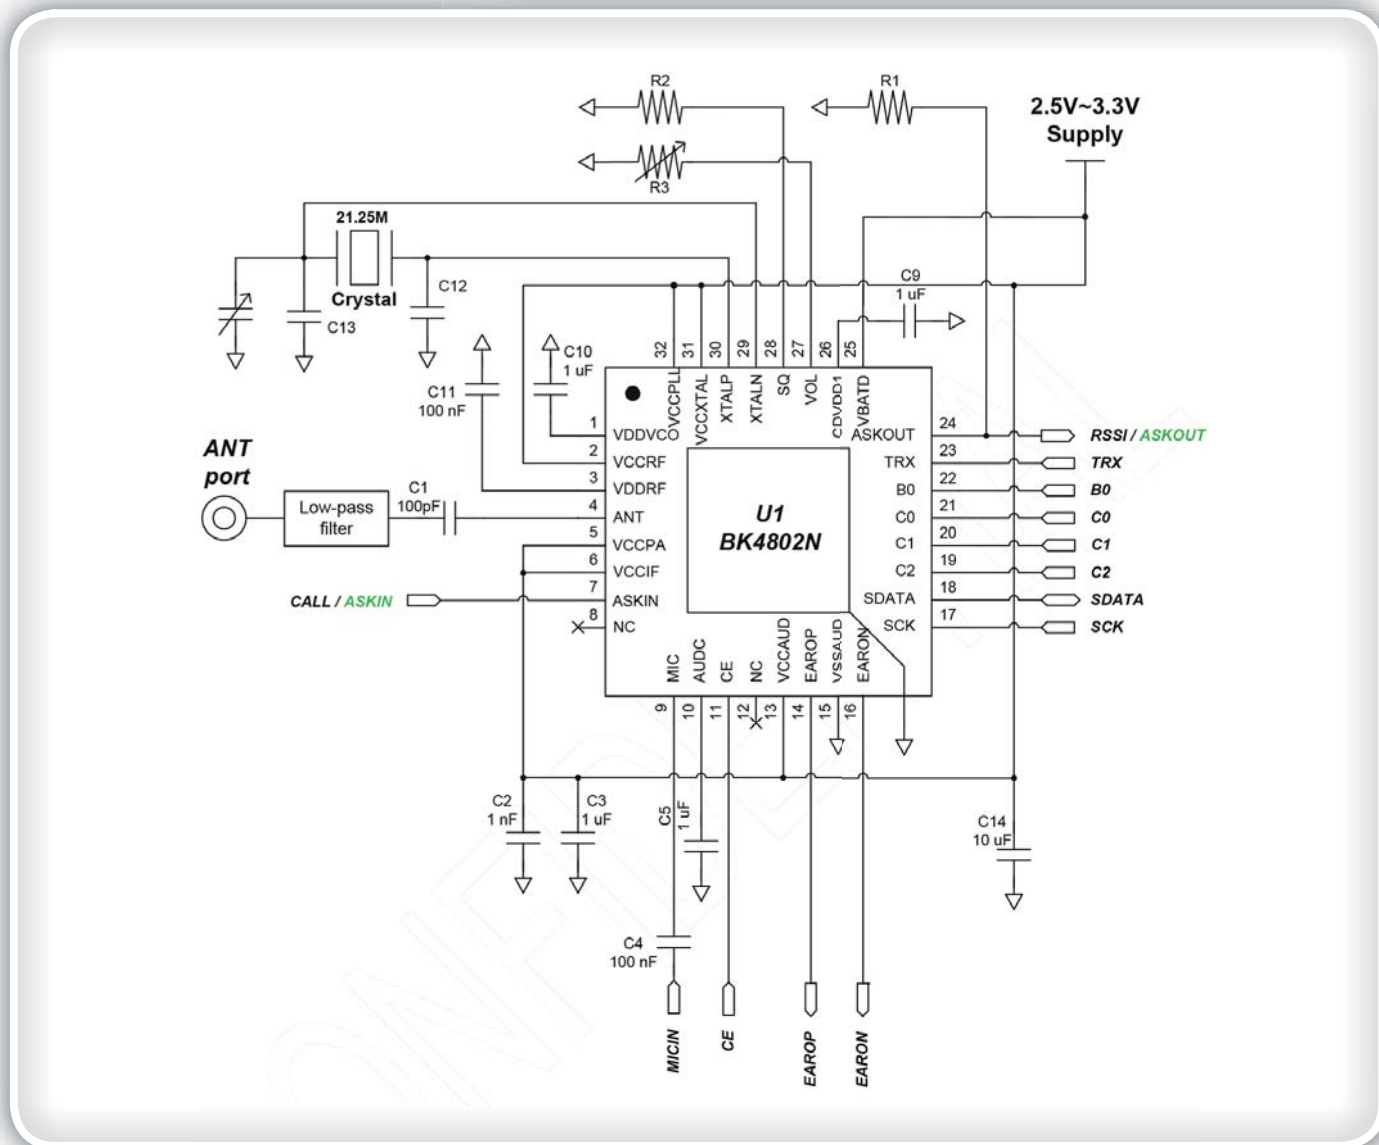 R2
R1
2.5V~3.3V
Supply
R3
21.25M
Crystal
C12
C13
C9
1 uF
C10
1 uF
C11
100 nF
32
31
30
29
28
27
26
25
VCCPLL
VCCXTAL
XTALP
XTALN
SQ
VOL
CDVDD1
VBATD
1
VDDVCO
2
VCCRF
3
VDDRF
4
ANT
5
VCCPA
6
VCCIF
7
ASKIN
8
NC
ANT
port
Low-pass
filter
C1
100pF
CALL / ASKIN
U1
BK4802N
ASKOUT
24
RSSI / ASKOUT
TRX
23
TRX
B0
22
B0
C0
21
C0
C1
20
C1
C2
19
C2
SDATA
18
SDATA
SCK
17
SCK
MIC
AUDC
CE
NC
VCCAUD
EAROP
VSSAUD
EARON
9
10
11
12
13
14
15
16
C2
1 nF
C3
1 uF
C5
1 uF
C14
10 uF
C4
100 nF
MICIN
CE
EAROP
EARON